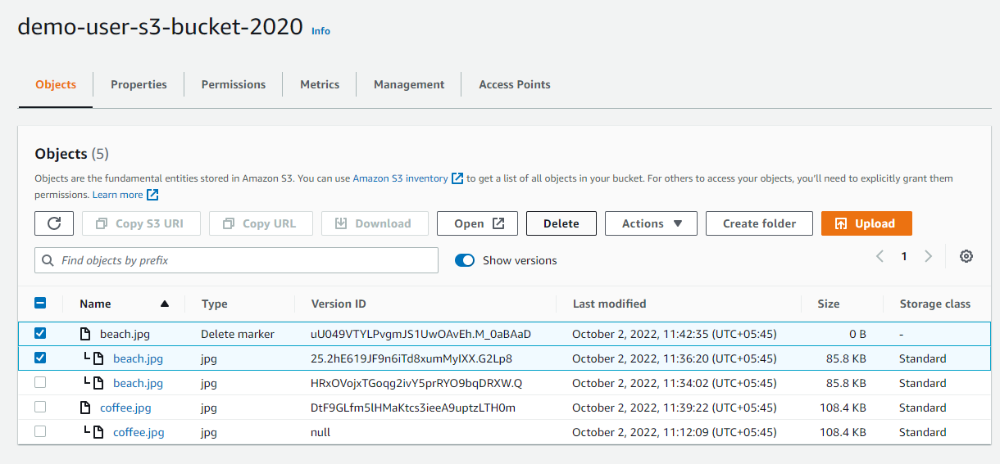 demo-user-s3-bucket-2020 Info
Objects Properties Permissions Metrics Management Access Points
Objects (5)
Objects are the fundamental entities stored in Amazon S3. You can use Amazon S3 inventory to get a list of all objects in your bucket. For others to access your objects, you'll need to explicitly grant them
permissions. Learn more
Copy S3 URI Copy URL Download Open Delete Actions Create folder Upload
Find objects by prefix Show versions 1
Name Type Version ID Last modified Size Storage class
beach.jpg Delete marker uU049VTYLPvgmJS1UwOAvEh.M_0aBAaD October 2, 2022, 11:42:35 (UTC+05:45) 0 B -
beach.jpg jpg 25.2hE619JF9n6iTd8xumMyIXX.G2Lp8 October 2, 2022, 11:36:20 (UTC+05:45) 85.8 KB Standard
beach.jpg jpg HRxOVojxTGoqg2ivY5prRYO9bqDRXW.Q October 2, 2022, 11:34:02 (UTC+05:45) 85.8 KB Standard
coffee.jpg jpg DtF9GLfm5lHMaKtcs3ieeA9uptzLTH0m October 2, 2022, 11:39:22 (UTC+05:45) 108.4 KB Standard
coffee.jpg jpg null October 2, 2022, 11:12:09 (UTC+05:45) 108.4 KB Standard